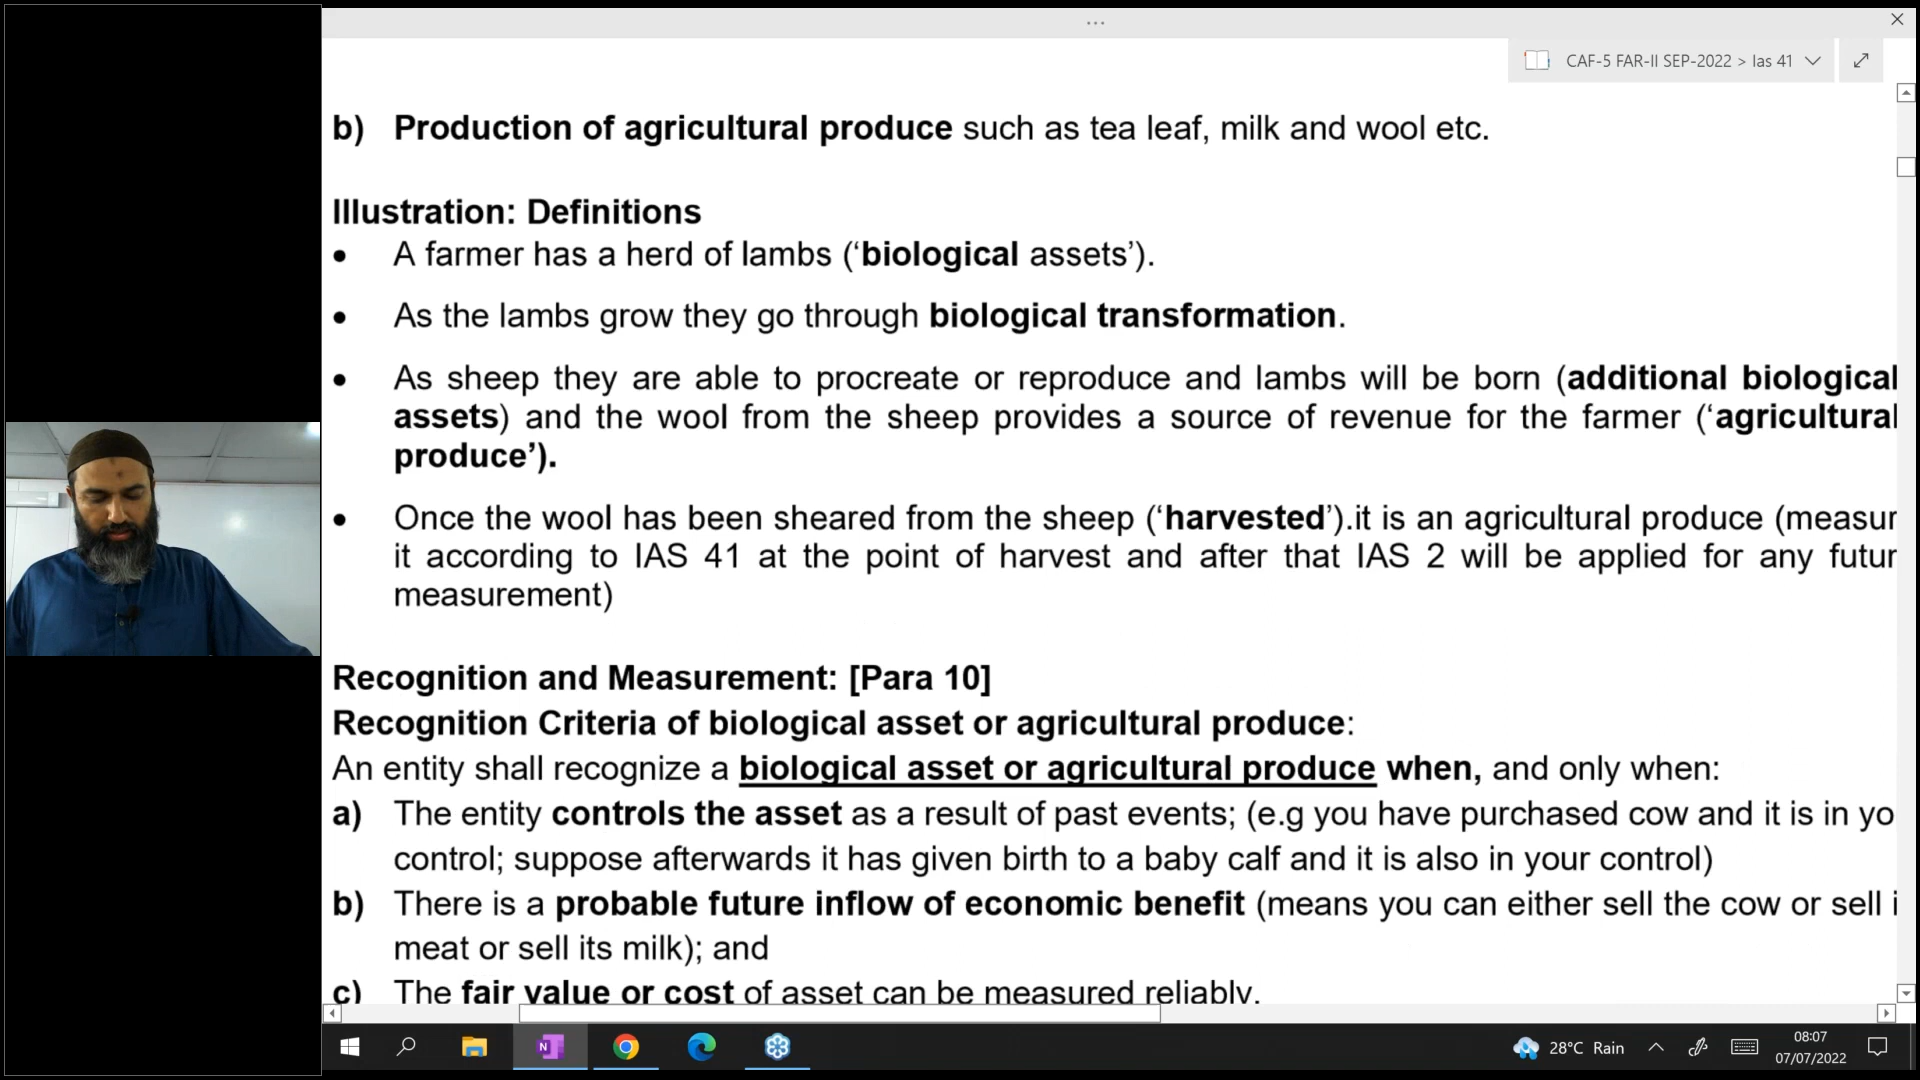 CAF-5 FAR-II SEP-2022 > Ias 41
b) Production of agricultural produce such as tea leaf, milk and wool etc.
Illustration: Definitions
• A farmer has a herd of lambs (‘biological assets’).
• As the lambs grow they go through biological transformation.
• As sheep they are able to procreate or reproduce and lambs will be born (additional biological
assets) and the wool from the sheep provides a source of revenue for the farmer (‘agricultural
produce’).
• Once the wool has been sheared from the sheep (‘harvested’).it is an agricultural produce (measur
it according to IAS 41 at the point of harvest and after that IAS 2 will be applied for any futur
measurement)
Recognition and Measurement: [Para 10]
Recognition Criteria of biological asset or agricultural produce:
An entity shall recognize a biological asset or agricultural produce when, and only when:
a) The entity controls the asset as a result of past events; (e.g you have purchased cow and it is in yo
control; suppose afterwards it has given birth to a baby calf and it is also in your control)
b) There is a probable future inflow of economic benefit (means you can either sell the cow or sell i
meat or sell its milk); and
c) The fair value or cost of asset can be measured reliably.
28°C Rain
08:07
07/07/2022